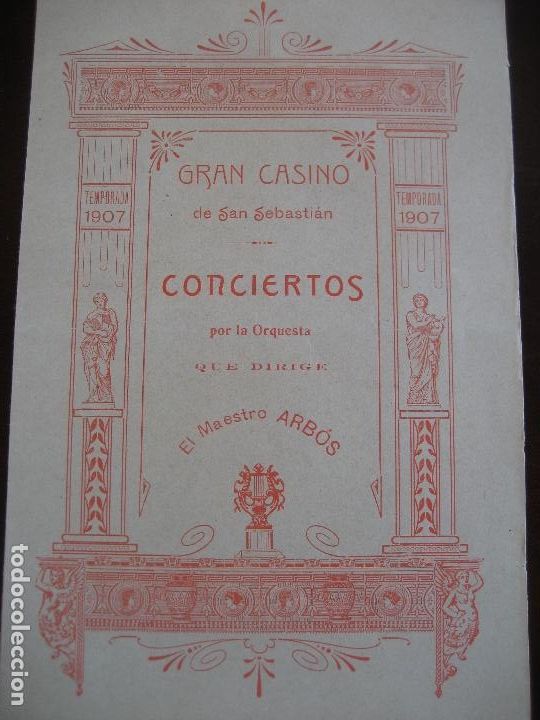 TEMPORADA
1907
GRAN CASINO
de San Sebastián
CONCIERTOS
por la Orquesta
QUE DIRIGE
El Maestro ARBÓS
TEMPORADA
1907
todocoleccion.net